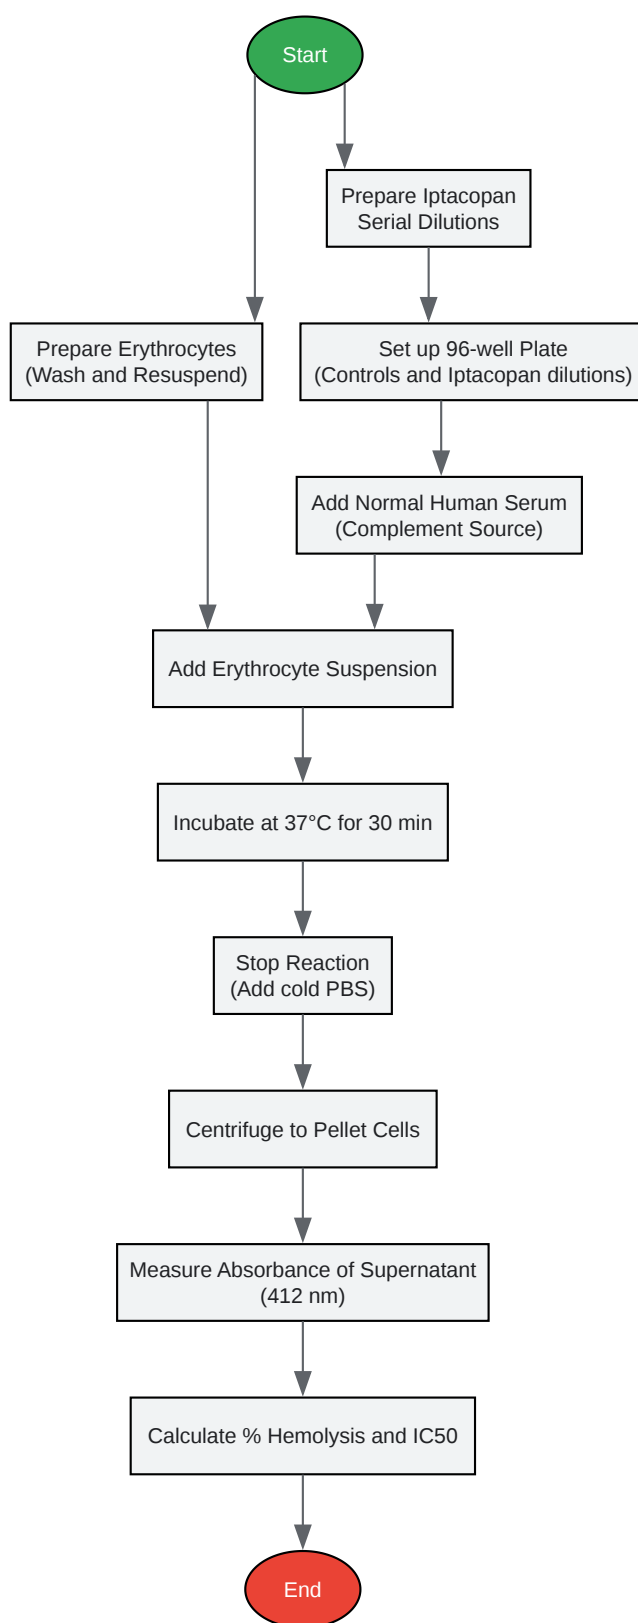 Start
Prepare Iptacopan
Serial Dilutions
Prepare Erythrocytes
(Wash and Resuspend)
Set up 96-well Plate
(Controls and Iptacopan dilutions)
Add Normal Human Serum
(Complement Source)
Add Erythrocyte Suspension
Incubate at 37°C for 30 min
Stop Reaction
(Add cold PBS)
Centrifuge to Pellet Cells
Measure Absorbance of Supernatant
(412 nm)
Calculate % Hemolysis and IC50
End